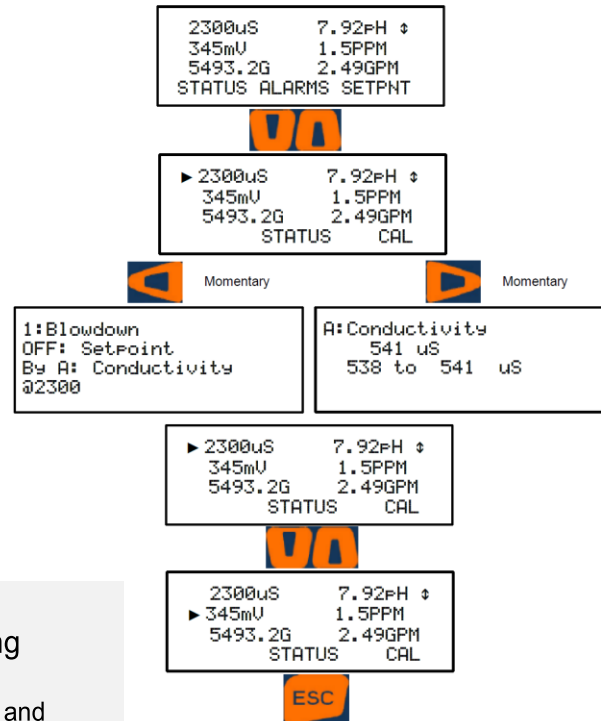 2300uS 7.92pH ↕
345mV 1.5PPM
5493.2G 2.49GPM
STATUS ALARMS SETPNT
►2300uS 7.92pH ↕
345mV 1.5PPM
5493.2G 2.49GPM
STATUS CAL
Momentary
Momentary
1:Blowdown
OFF: Setpoint
By A: Conductivity
@2300
A:Conductivity
541 uS
538 to 541 uS
►2300uS 7.92pH ↕
345mV 1.5PPM
5493.2G 2.49GPM
STATUS CAL
2300uS 7.92pH ↕
►345mV 1.5PPM
5493.2G 2.49GPM
STATUS CAL
and
ESC